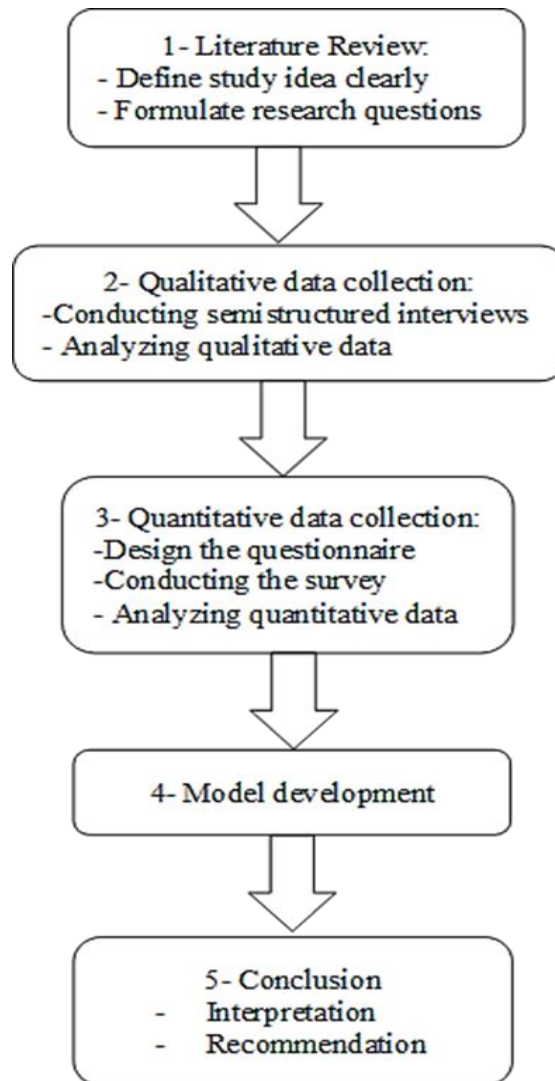 1- Literature Review:
- Define study idea clearly
- Formulate research questions
2- Qualitative data collection:
-Conducting semistructured interviews
- Analyzing qualitative data
3- Quantitative data collection:
-Design the questionnaire
-Conducting the survey
- Analyzing quantitative data
4- Model development
5- Conclusion
- Interpretation
- Recommendation